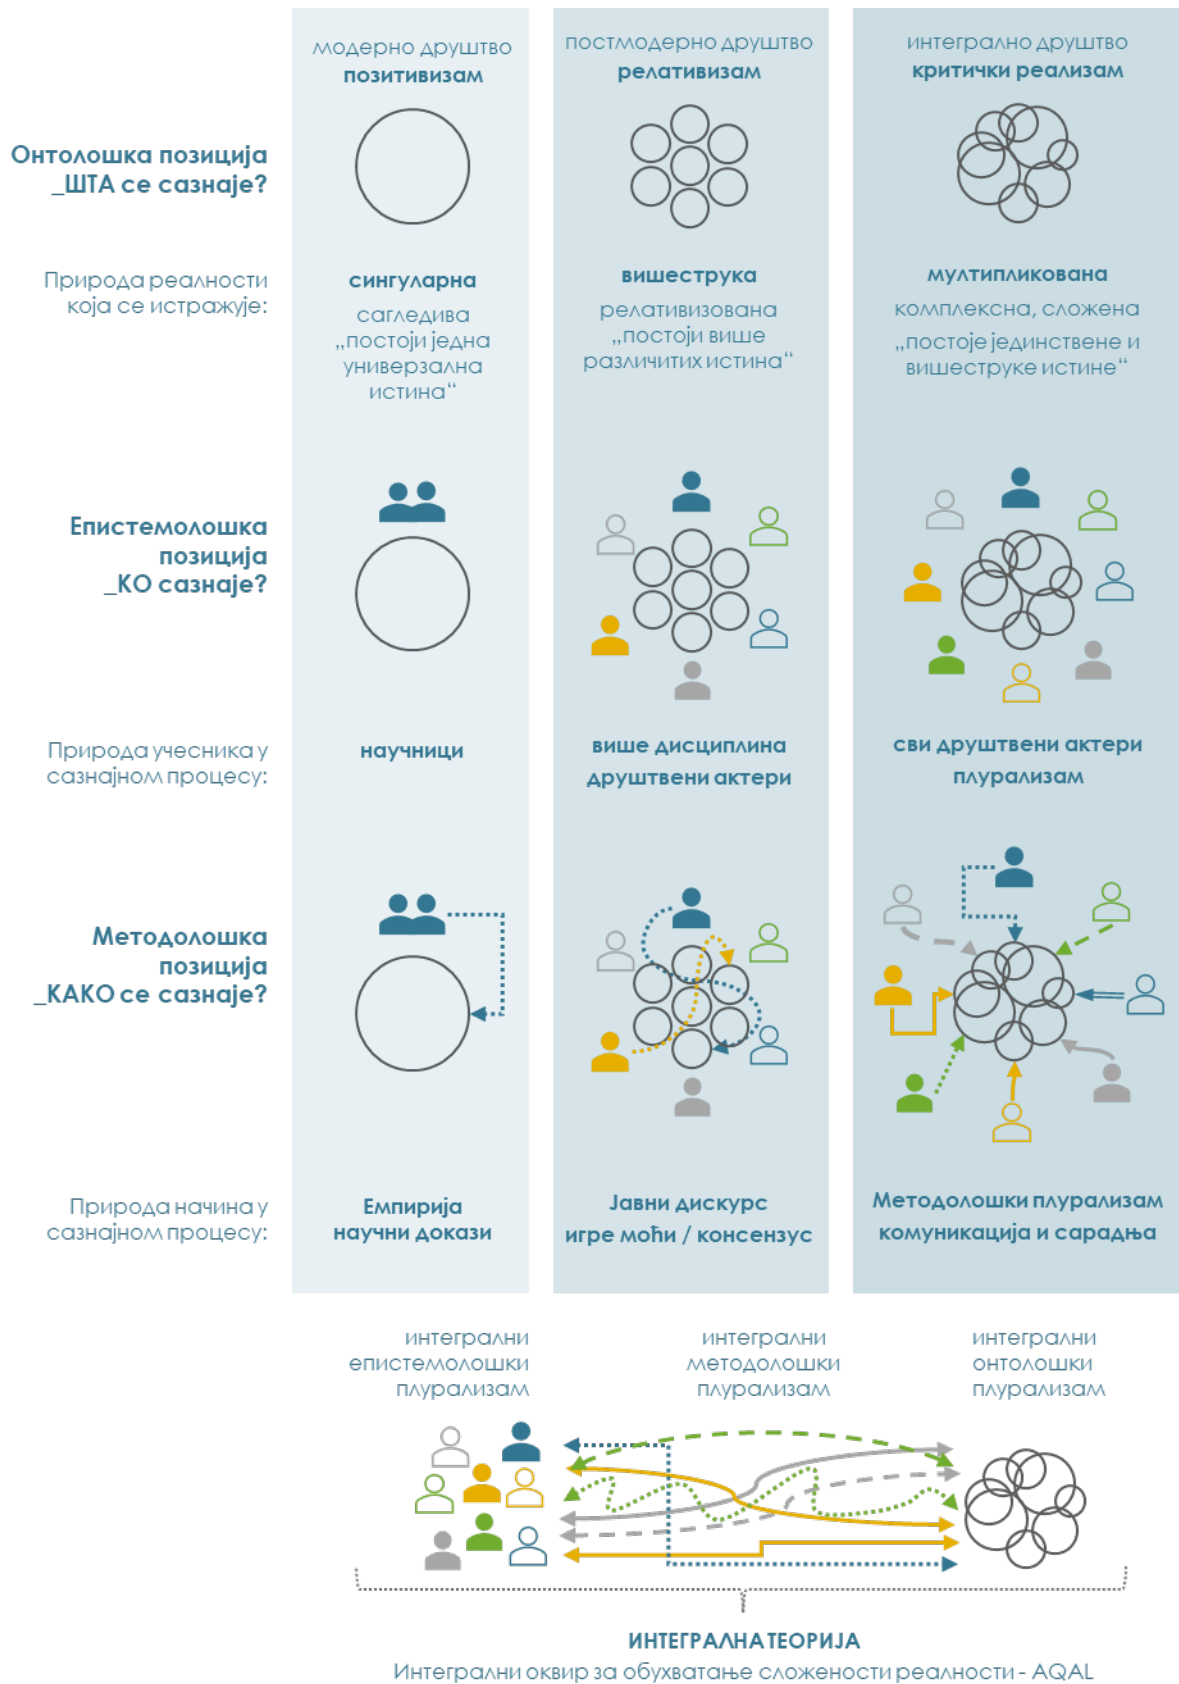 модерно друштво
позитивизам
постмодерно друштво
релативизам
интегрално друштво
критички реализам
Онтолошка позиција
_ШТА се сазнаје?
Природа реалности
која се истражује:
сингуларна
сагледива
„постоји једна
универзална
истина“
вишеструка
релативизована
„постоји више
различитих истина“
мултипликована
комплексна, сложена
„постоје јединствене и
вишеструке истине“
Епистемолошка
позиција
_КО сазнаје?
Природа учесника у
сазнајном процесу:
научници
више дисциплина
друштвени актери
сви друштвени актери
плурализам
Методолошка
позиција
_КАКО се сазнаје?
Природа начина у
сазнајном процесу:
Емпирија
научни докази
Јавни дискурс
игре моћи / консензус
Методолошки плурализам
комуникација и сарадња
интегрални
епистемолошки
плурализам
интегрални
методолошки
плурализам
интегрални
онтолошки
плурализам
ИНТЕГРАЛНА ТЕОРИЈА
Интегрални оквир за обухватање сложености реалности - AQAL